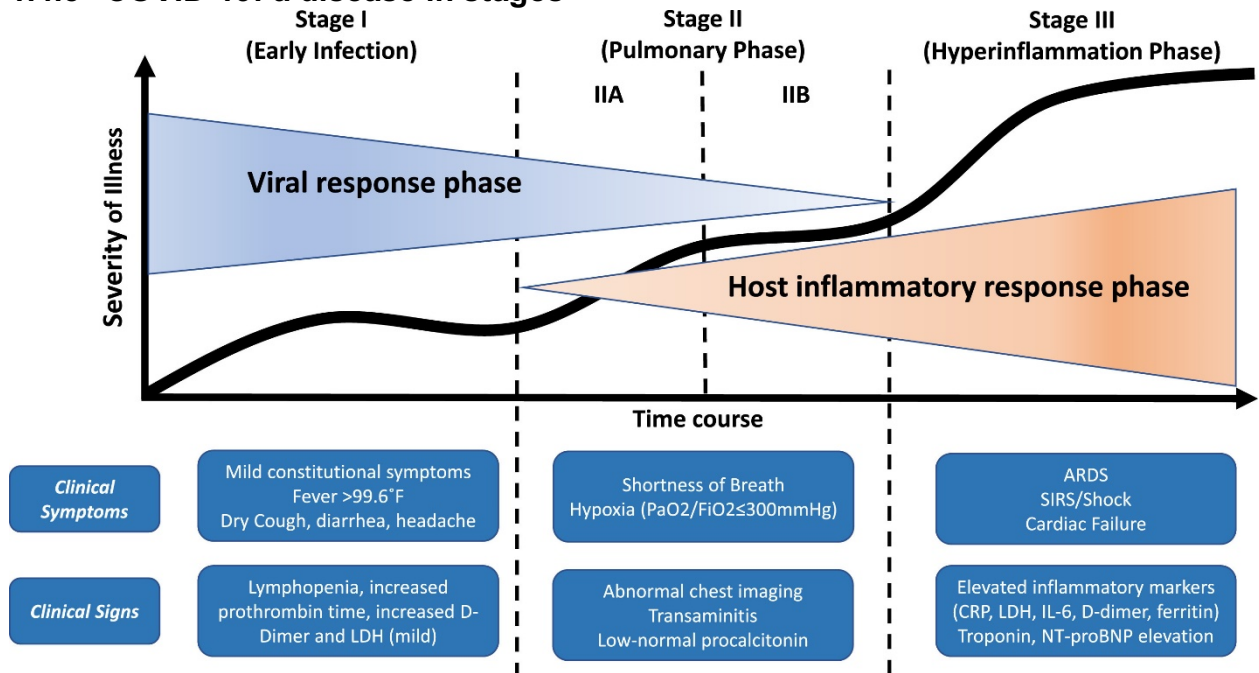 COVID
a disease in stages
Stage I
(Early Infection)
Stage II
(Pulmonary Phase)
Stage III
(Hyperinflammation Phase)
IIA
IIB
Severity of Illness
Viral response phase
Host inflammatory response phase
Time course
Clinical
Symptoms
Mild constitutional symptoms
Fever >99.6°F
Dry Cough, diarrhea, headache
Shortness of Breath
Hypoxia (PaO2/FiO2≤300mmHg)
ARDS
SIRS/Shock
Cardiac Failure
Clinical Signs
Lymphopenia, increased
prothrombin time, increased D-
Dimer and LDH (mild)
Abnormal chest imaging
Transaminitis
Low-normal procalcitonin
Elevated inflammatory markers
(CRP, LDH, IL-6, D-dimer, ferritin)
Troponin, NT-proBNP elevation